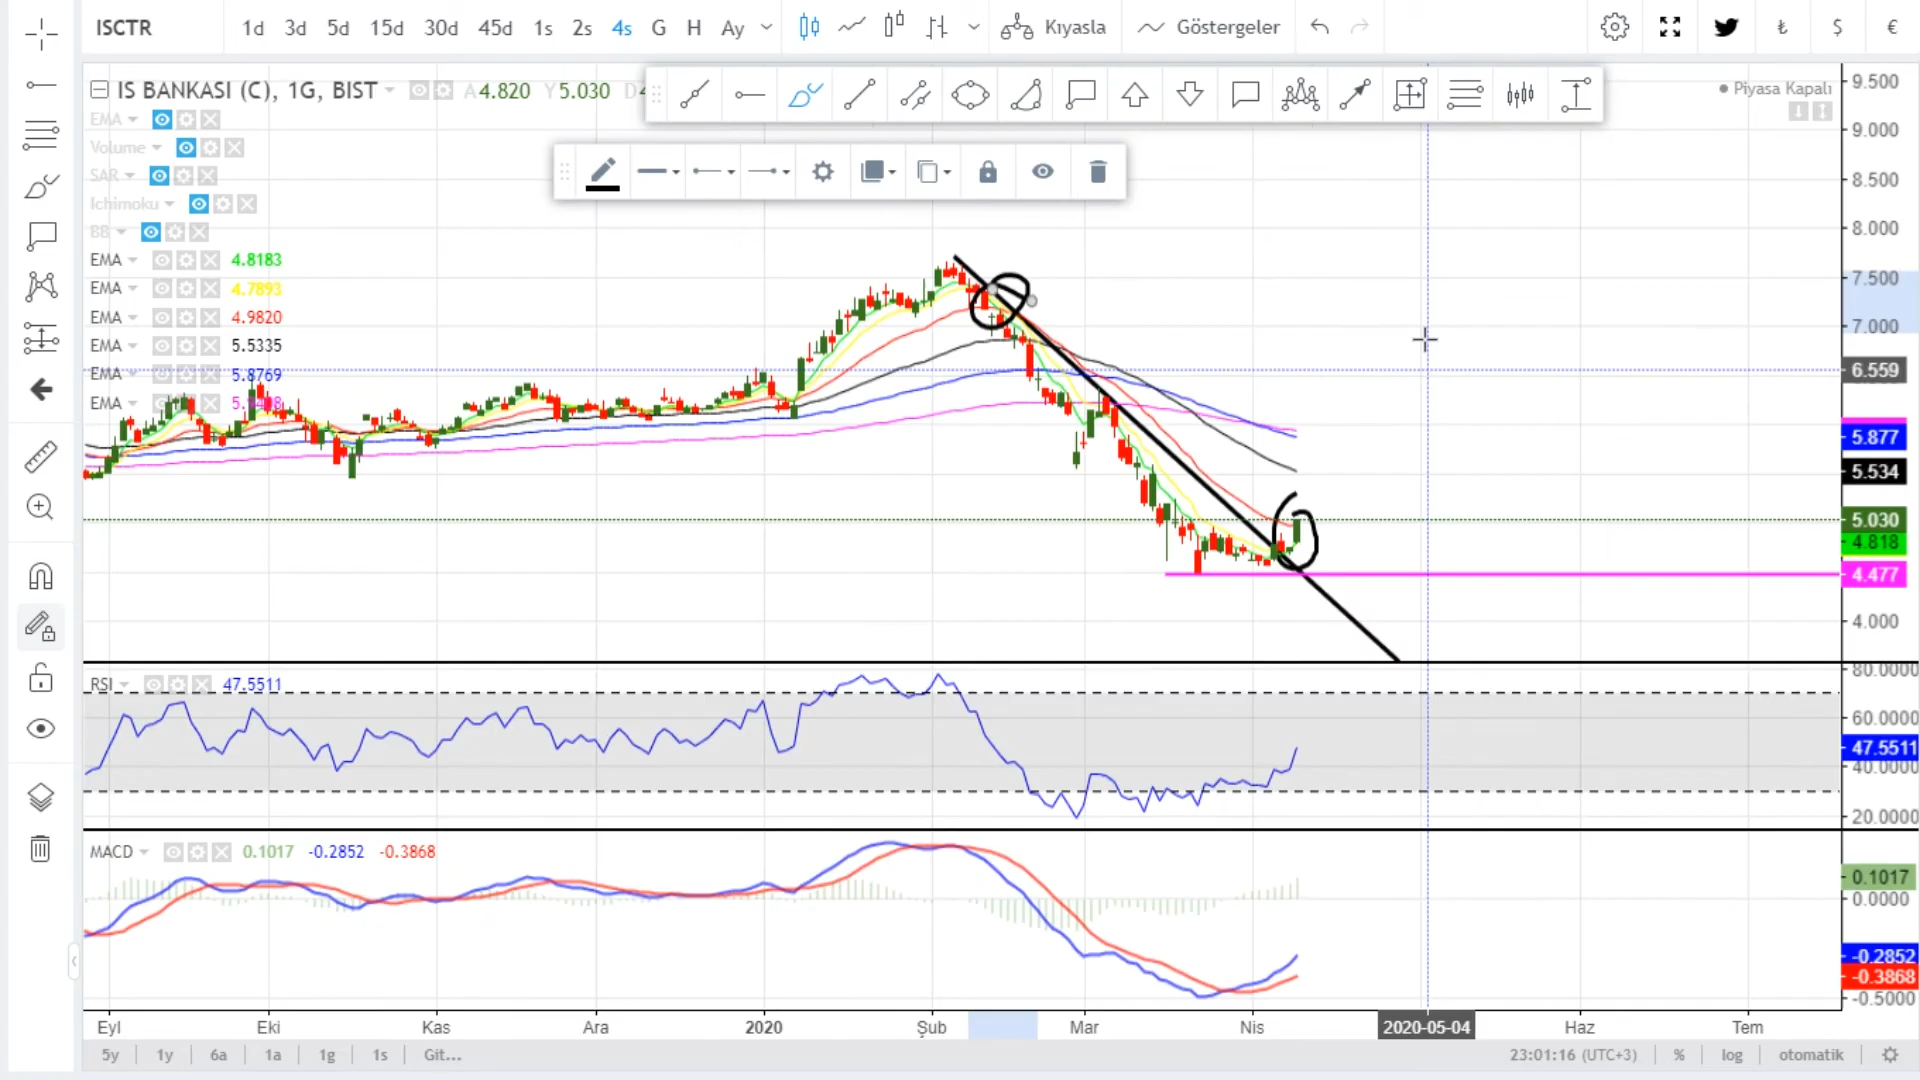 ISCTR 1d 3d 5d 15d 30d 45d 1s 2s 4s G H Ay Kıyasla Göstergeler ₺ $ €
IS BANKASI (C), 1G, BIST A4.820 Y5.030
Piyasa Kapalı
EMA
Volume
SAR
Ichimoku
BB
EMA 4.8183
EMA 4.7893
EMA 4.9820
EMA 5.5335
EMA 5.8769
EMA
9.500
9.000
8.500
8.000
7.500
7.000
6.559
5.877
5.534
5.030
4.818
4.477
4.000
RSI 47.5511
80.0000
60.0000
47.5511
40.0000
20.0000
MACD 0.1017 -0.2852 -0.3868
0.1017
0.0000
-0.2852
-0.3868
-0.5000
Eyl Eki Kas Ara 2020 Şub Mar Nis 2020-05-04 Haz Tem
5y 1y 6a 1a 1g 1s Git... 23:01:16 (UTC+3) % log otomatik